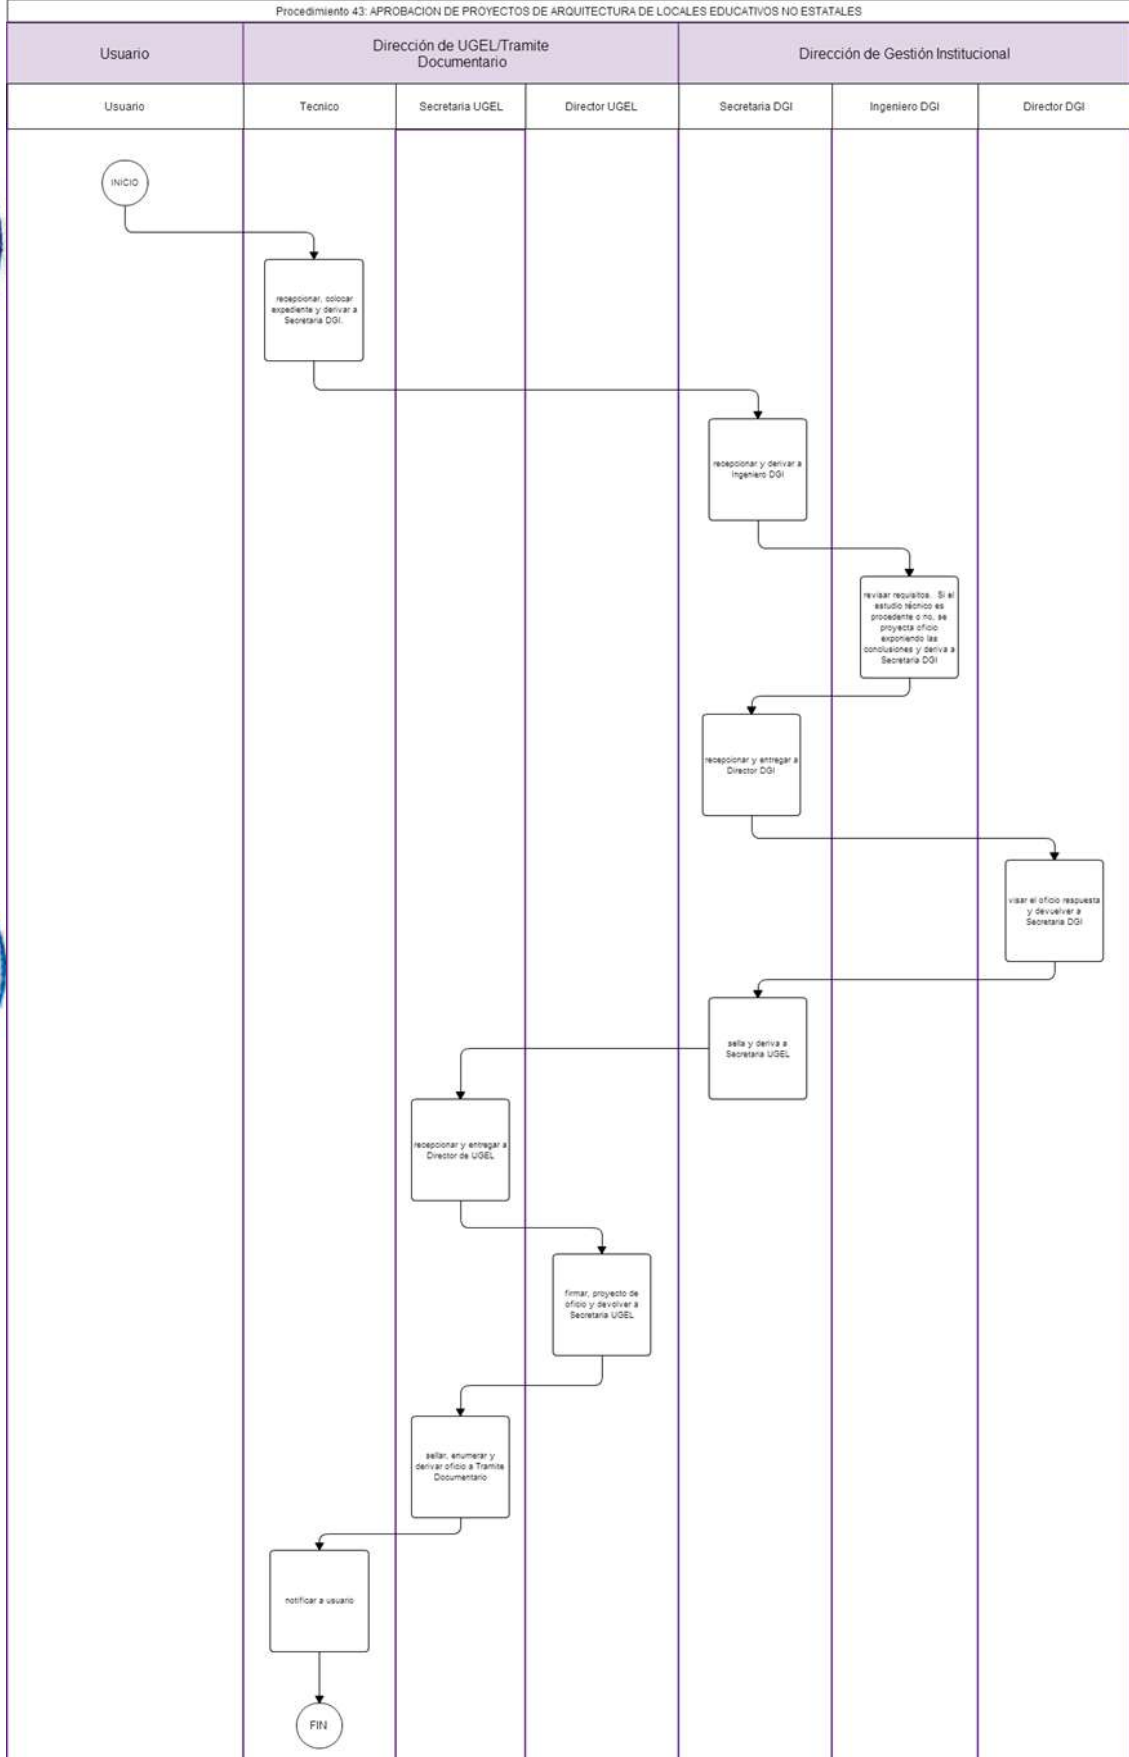 Procedimiento 43: APROBACION DE PROYECTOS DE ARQUITECTURA DE LOCALES EDUCATIVOS NO ESTATALES
Usuario
Dirección de UGEL/Tramite
Documentario
Dirección de Gestión Institucional
Usuario
Tecnico
Secretaria UGEL
Director UGEL
Secretaria DGI
Ingeniero DGI
Director DGI
INICIO
recepcionar, colocar
expediente y derivar a
Secretaria DGI.
recepcionar y derivar a
Ingeniero DGI
revisar requisitos. Si el
estudio técnico es
procedente o no, se
proyecta oficio
exponiendo las
conclusiones y deriva a
Secretaria DGI
recepcionar y entregar a
Director DGI
visar el oficio respuesta
y devuelver a
Secretaria DGI
sella y deriva a
Secretaria UGEL
recepcionar y entregar a
Director de UGEL
firmar, proyecto de
oficio y devolver a
Secretaria UGEL
sellar, enumerar y
derivar oficio a Tramite
Documentario
notificar a usuario
FIN